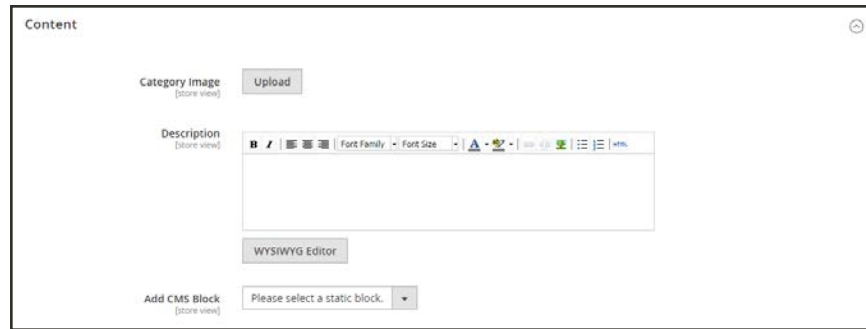 Content
Category Image
[store view]
Upload
Description
[store view]
B I Font Family Font Size A HTML
WYSIWYG Editor
Add CMS Block
[store view]
Please select a static block.